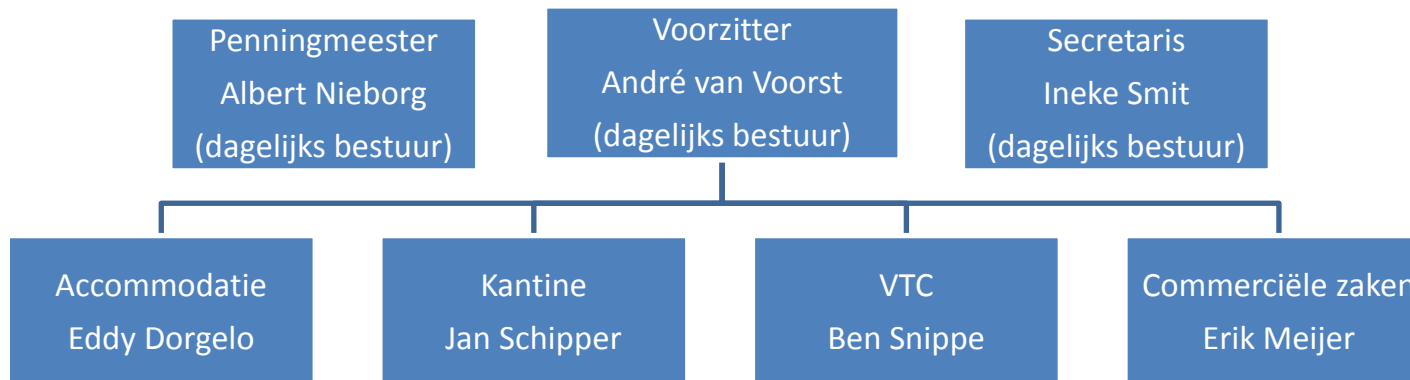 Penningmeester
Albert Nieborg
(dagelijks bestuur)
Voorzitter
André van Voorst
(dagelijks bestuur)
Secretaris
Ineke Smit
(dagelijks bestuur)
Accommodatie
Eddy Dorgelo
Kantine
Jan Schipper
VTC
Ben Snippe
Commerciële zaken
Erik Meijer